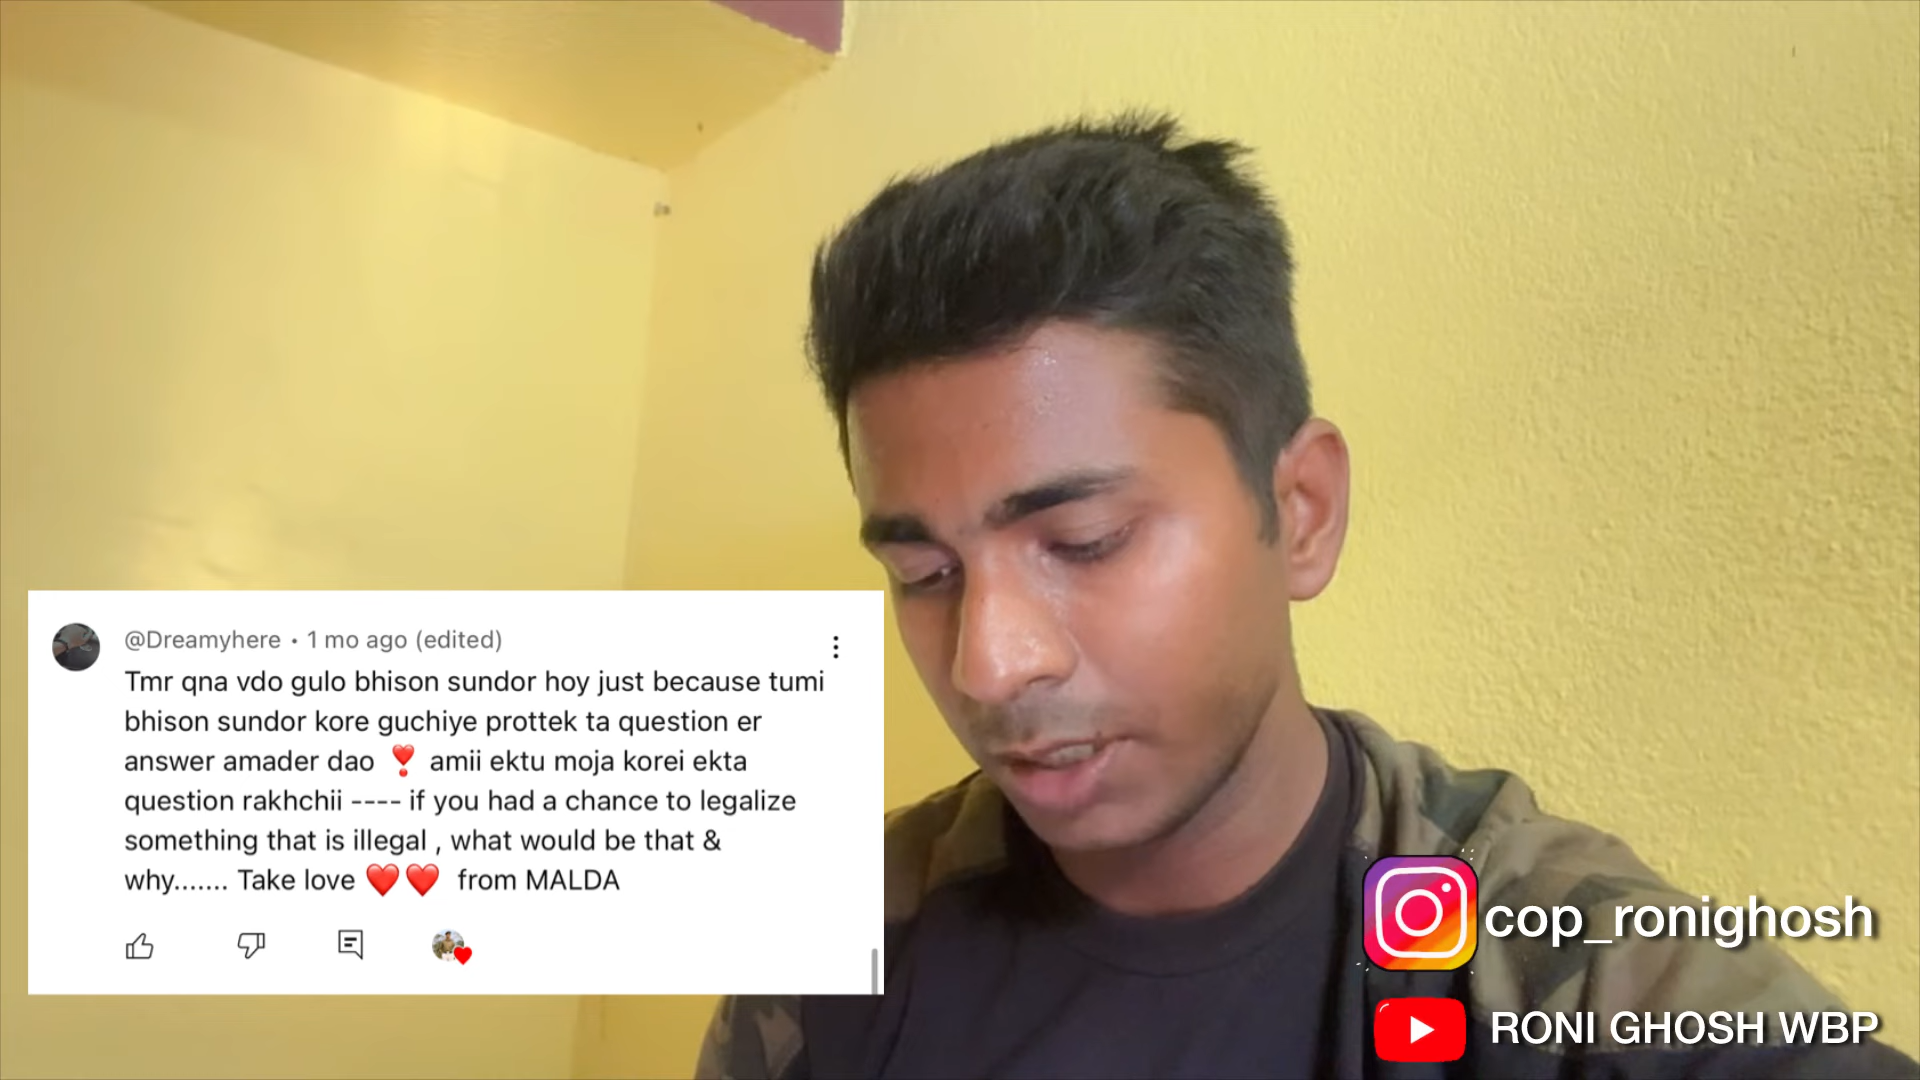 @Dreamyhere • 1 mo ago (edited)
Tmr qna vdo gulo bhison sundor hoy just because tumi
bhison sundor kore guchiye prottek ta question er
answer amader dao ❣️ amii ektu moja korei ekta
question rakhchii ---- if you had a chance to legalize
something that is illegal , what would be that &
why....... Take love ❤️❤️ from MALDA
cop_ronighosh
RONI GHOSH WBP